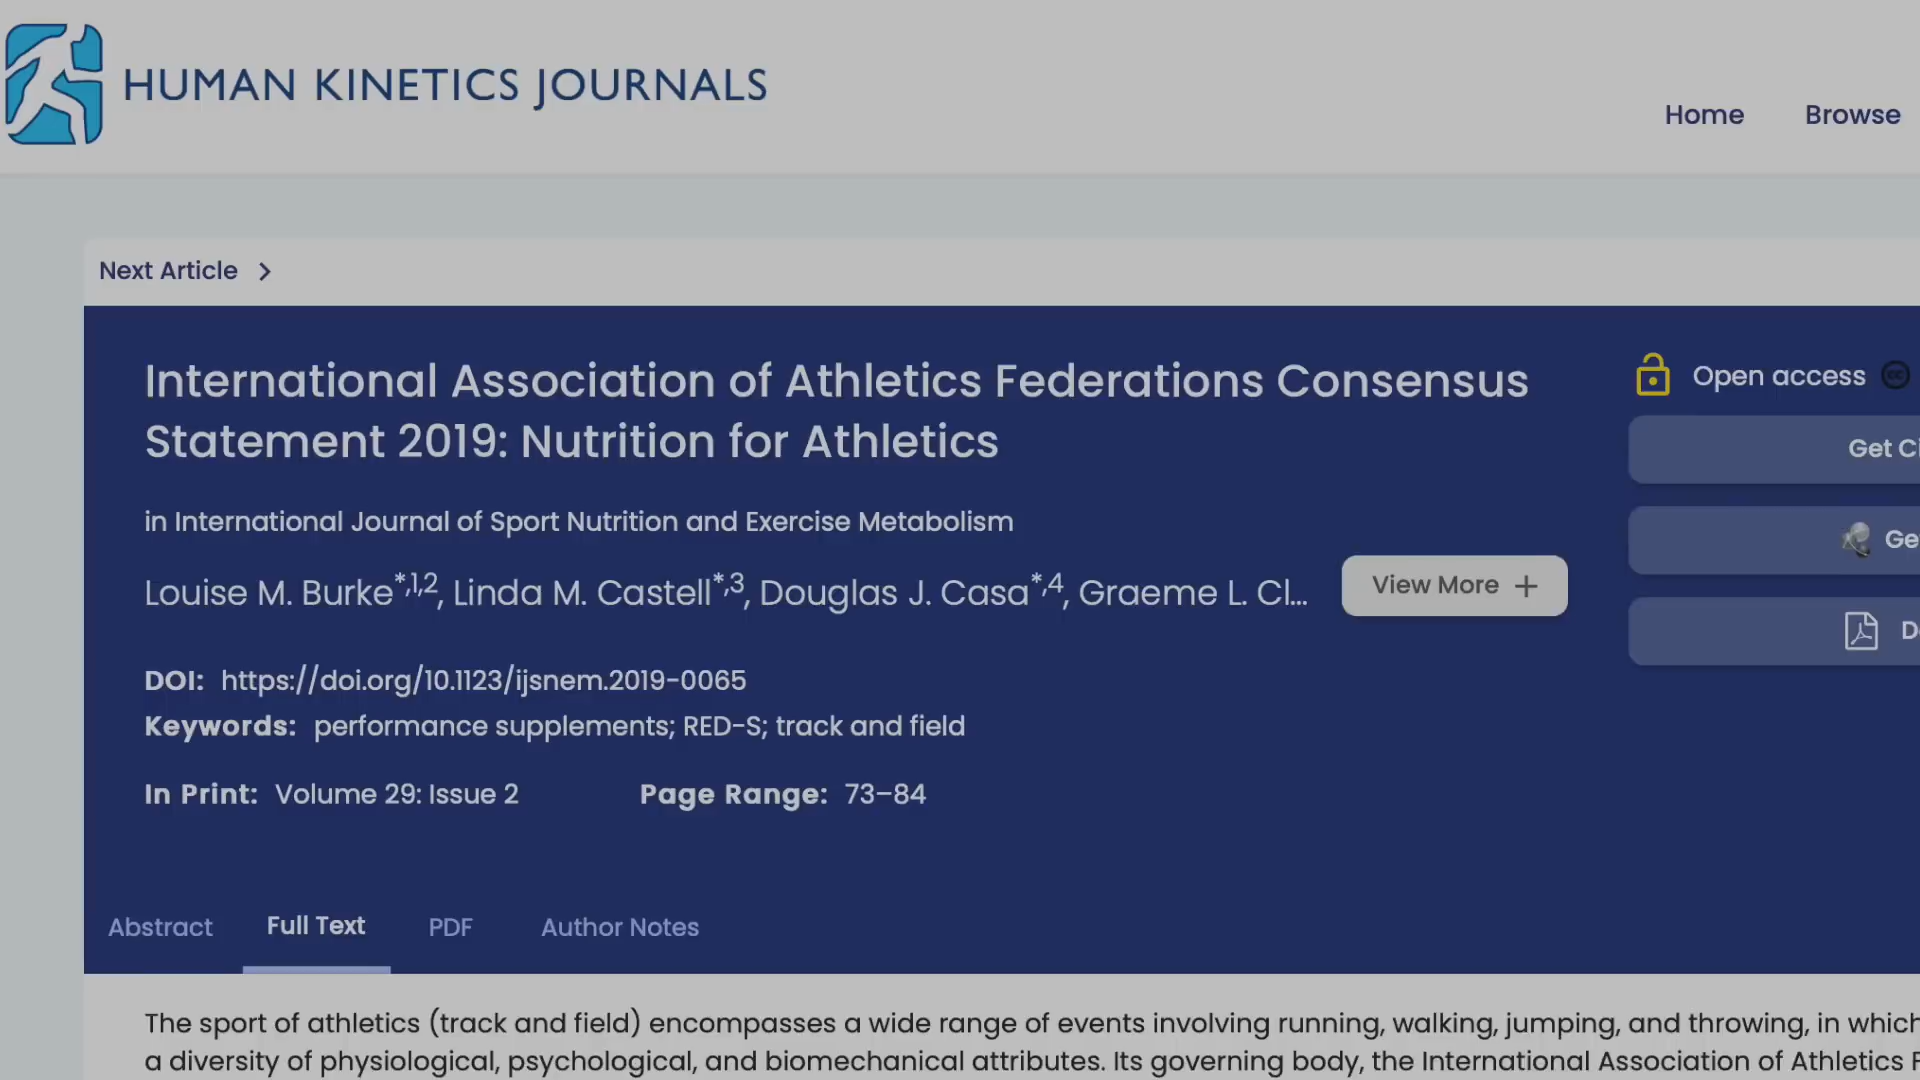 HUMAN KINETICS JOURNALS
Home Browse
Next Article
International Association of Athletics Federations Consensus
Statement 2019: Nutrition for Athletics
in International Journal of Sport Nutrition and Exercise Metabolism
Louise M. Burke*,1,2, Linda M. Castell*,3, Douglas J. Casa*,4, Graeme L. Cl...
View More +
DOI: https://doi.org/10.1123/ijsnem.2019-0065
Keywords: performance supplements; RED-S; track and field
In Print: Volume 29: Issue 2 Page Range: 73–84
Open access
Get
Abstract Full Text PDF Author Notes
The sport of athletics (track and field) encompasses a wide range of events involving running, walking, jumping, and throwing, in which
a diversity of physiological, psychological, and biomechanical attributes. Its governing body, the International Association of Athletics